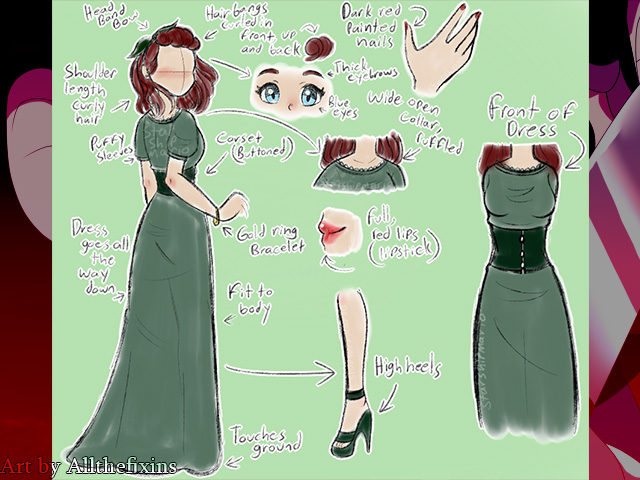 Head
Band
Bow
Hair bangs
curled in
front up
and back
Dark red
painted
nails
Thick
eyebrows
Blue
eyes
Shoulder
length
curly
hair
Puffy
sleeves
Corset
(Buttoned)
Wide open
collar,
ruffled
Front of
Dress
Gold ring
Bracelet
Full,
red lips
(lipstick)
Dress
goes all
the
way
down
Fit to
body
High heels
Touches
ground
Art by Allthefixins